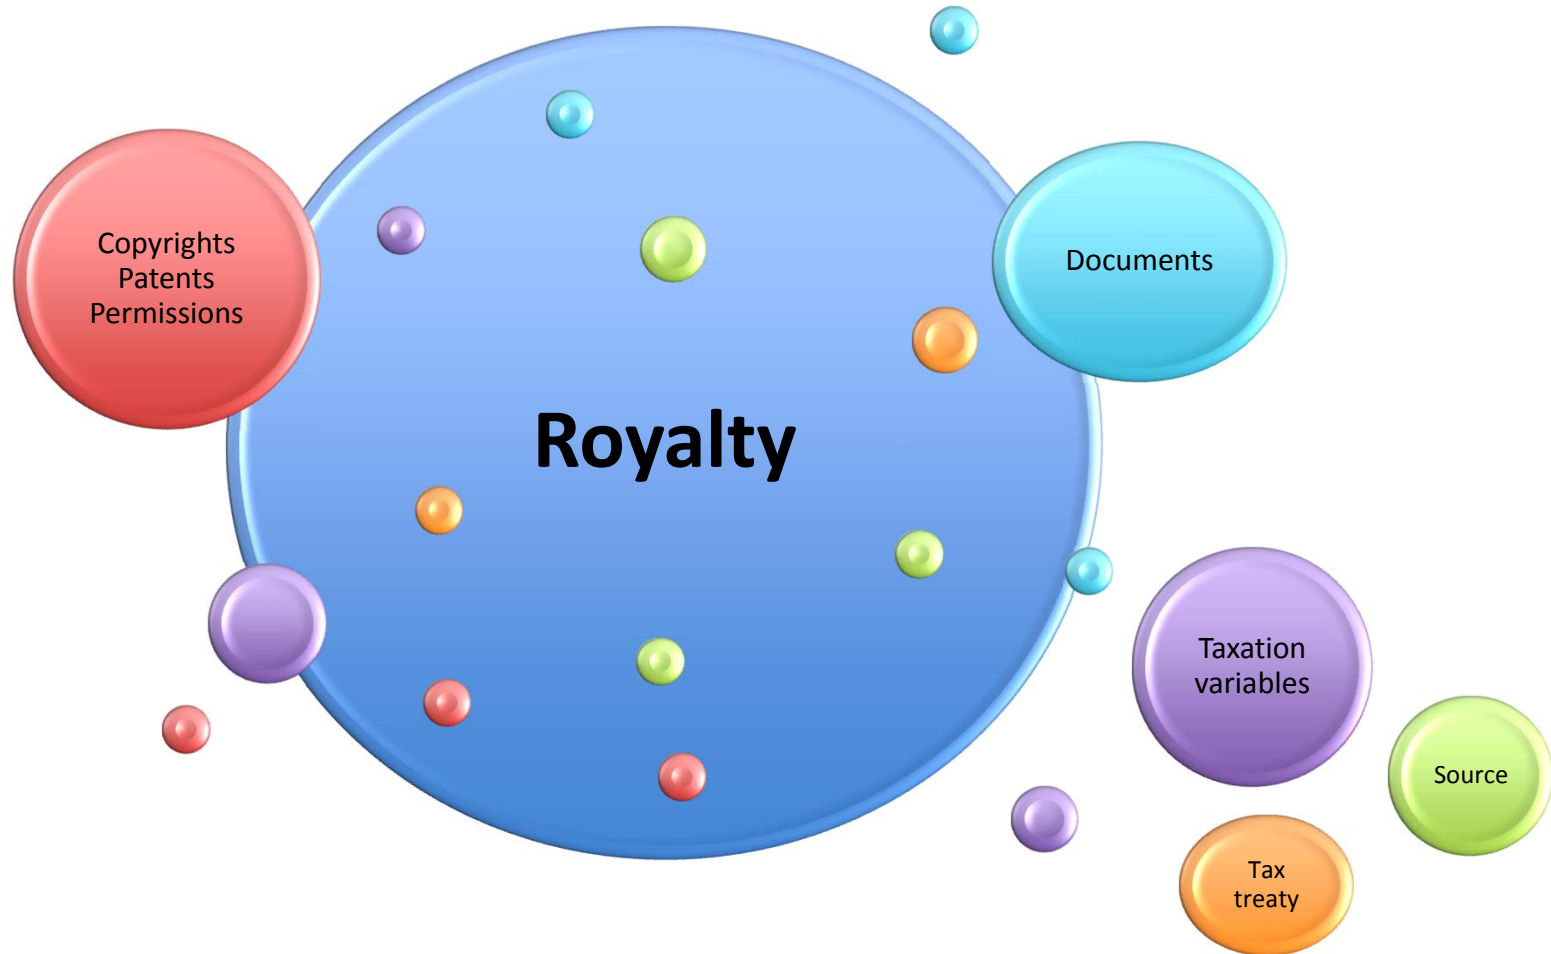 Copyrights
Patents
Permissions
Documents
Royalty
Taxation
variables
Source
Tax
treaty